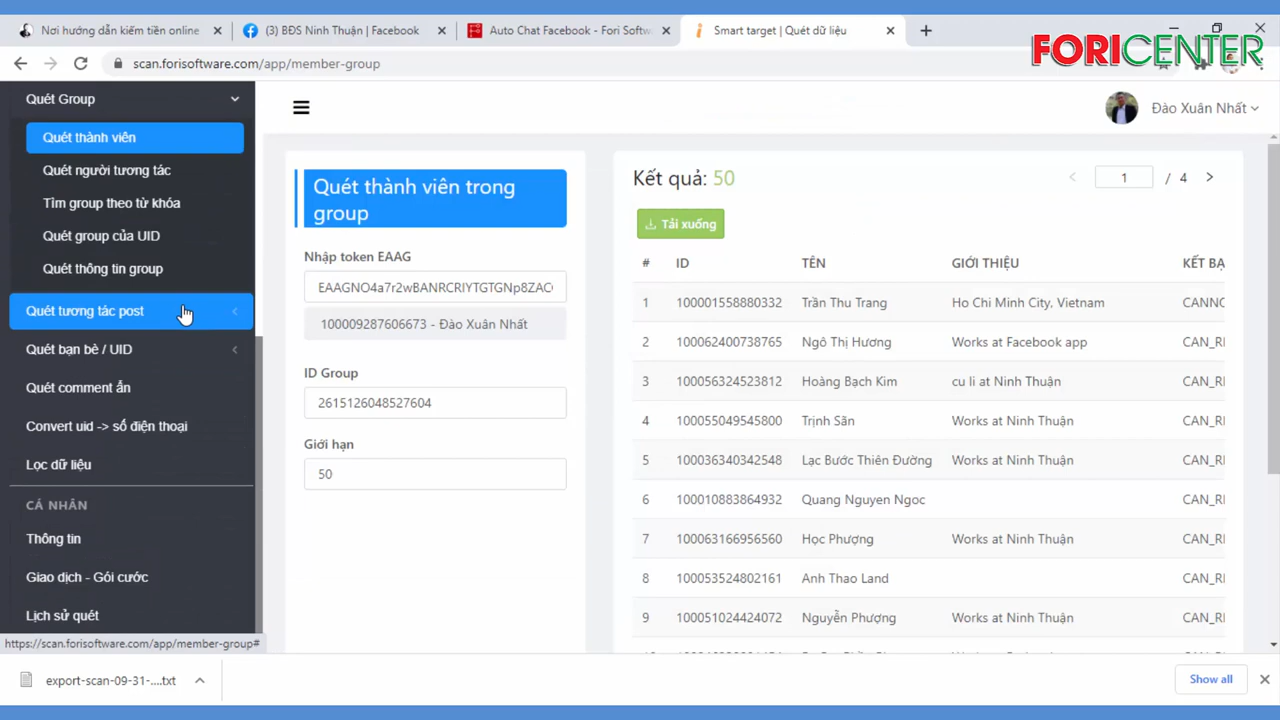 Nơi hướng dẫn kiếm tiền online
(3) BĐS Ninh Thuận | Facebook
Auto Chat Facebook - Fori Softw
Smart target | Quét dữ liệu
FORICENTER
scan.forisoftware.com/app/member-group
Quét Group
Quét thành viên
Quét người tương tác
Tìm group theo từ khóa
Quét group của UID
Quét thông tin group
Quét tương tác post
Quét bạn bè / UID
Quét comment ẩn
Convert uid -> số điện thoại
Lọc dữ liệu
CÁ NHÂN
Thông tin
Giao dịch - Gói cước
Lịch sử quét
https://scan.forisoftware.com/app/member-group#
Đào Xuân Nhất
Quét thành viên trong
group
Nhập token EAAG
EAAGNO4a7r2wBANRCRIYTGTGNp8ZAC
100009287606673 - Đào Xuân Nhất
ID Group
2615126048527604
Giới hạn
50
Kết quả: 50
1 / 4
Tải xuống
# ID TÊN GIỚI THIỆU KẾT BẠ
1 100001558880332 Trần Thu Trang Ho Chi Minh City, Vietnam CANNO
2 100062400738765 Ngô Thị Hương Works at Facebook app CAN_RE
3 100056324523812 Hoàng Bạch Kim cu li at Ninh Thuận CAN_RE
4 100055049545800 Trịnh Săn Works at Ninh Thuận CAN_RE
5 100036340342548 Lạc Bước Thiên Đường Works at Ninh Thuận CAN_RE
6 100010883864932 Quang Nguyen Ngoc CAN_RE
7 100063166956560 Học Phượng Works at Ninh Thuận CAN_RE
8 100053524802161 Anh Thao Land CAN_RE
9 100051024424072 Nguyễn Phượng Works at Ninh Thuận CAN_RE
export-scan-09-31-....txt
Show all